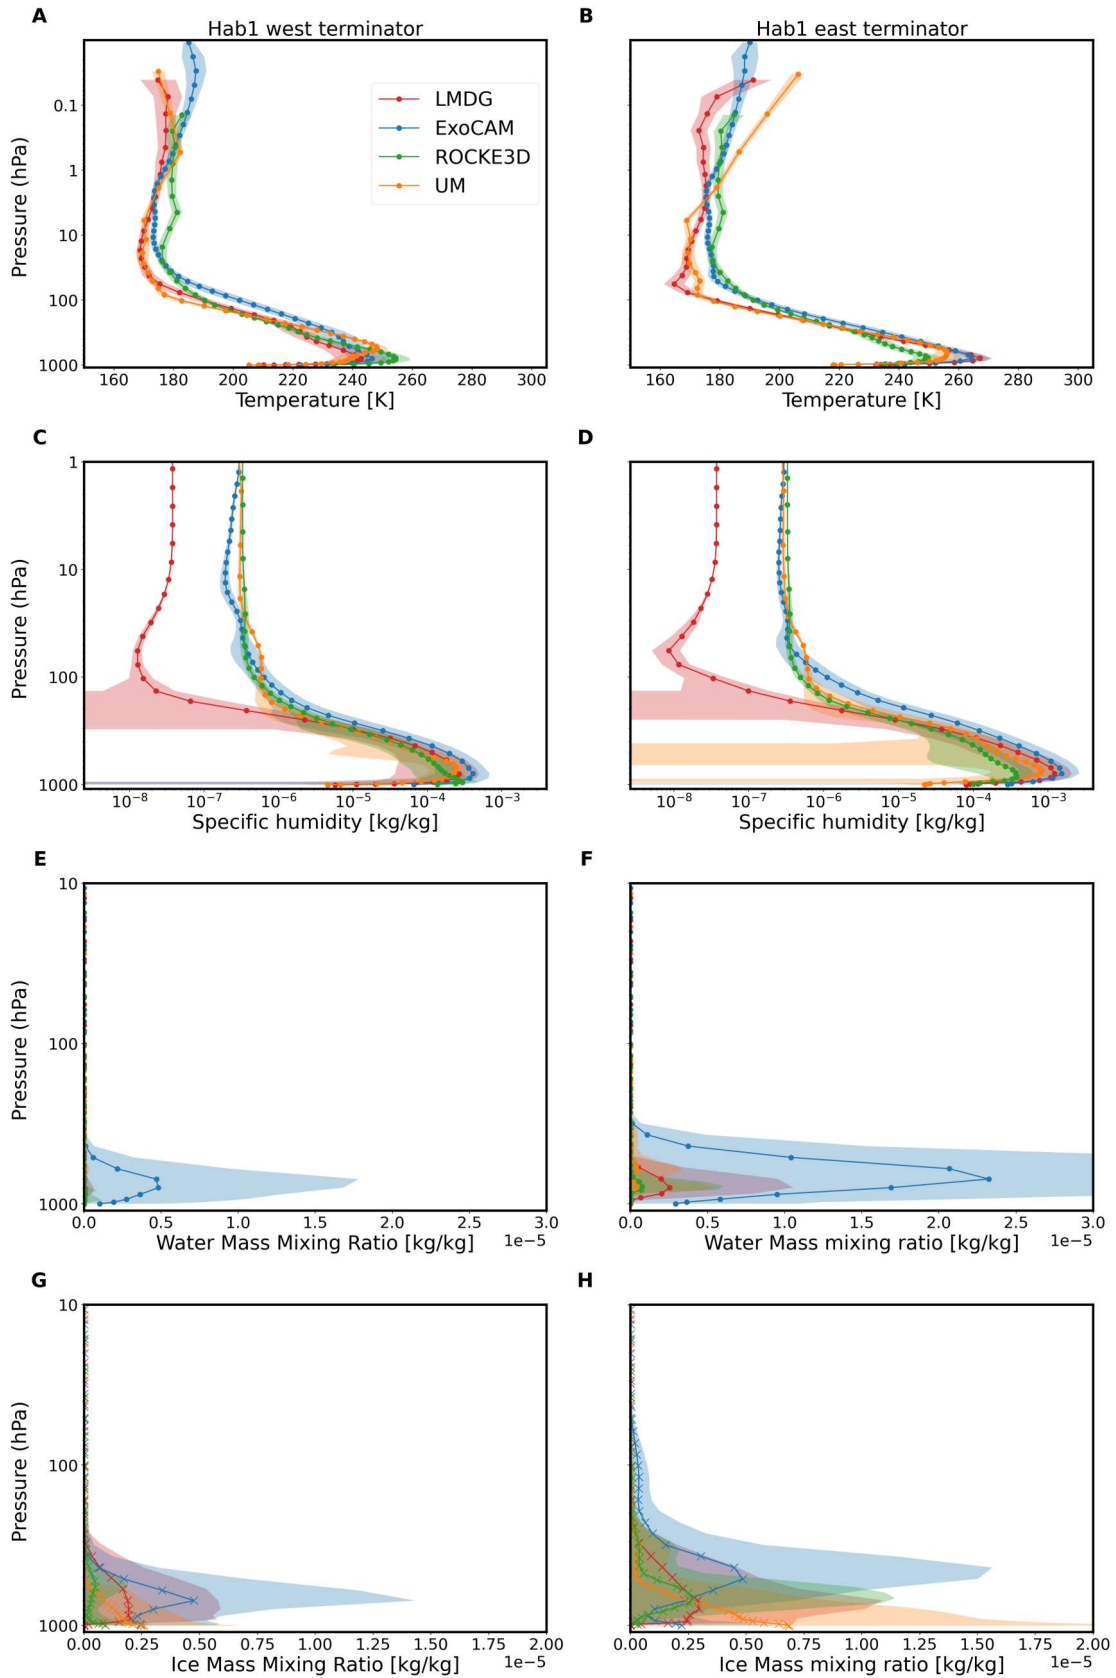 A
Hab1 west terminator
B
Hab1 east terminator
Pressure (hPa)
0.1
1
10
100
1000
LMDG
ExoCAM
ROCKE3D
UM
160 180 200 220 240 260 280 300
Temperature [K]
160 180 200 220 240 260 280 300
Temperature [K]
C
D
Pressure (hPa)
1
10
100
1000
10⁻⁸ 10⁻⁷ 10⁻⁶ 10⁻⁵ 10⁻⁴ 10⁻³
Specific humidity [kg/kg]
10⁻⁸ 10⁻⁷ 10⁻⁶ 10⁻⁵ 10⁻⁴ 10⁻³
Specific humidity [kg/kg]
E
F
Pressure (hPa)
10
100
1000
0.0 0.5 1.0 1.5 2.0 2.5 3.0
Water Mass Mixing Ratio [kg/kg] 1e−5
0.0 0.5 1.0 1.5 2.0 2.5 3.0
Water Mass mixing ratio [kg/kg] 1e−5
G
H
Pressure (hPa)
10
100
1000
0.00 0.25 0.50 0.75 1.00 1.25 1.50 1.75 2.00
Ice Mass Mixing Ratio [kg/kg] 1e−5
0.00 0.25 0.50 0.75 1.00 1.25 1.50 1.75 2.00
Ice Mass mixing ratio [kg/kg] 1e−5